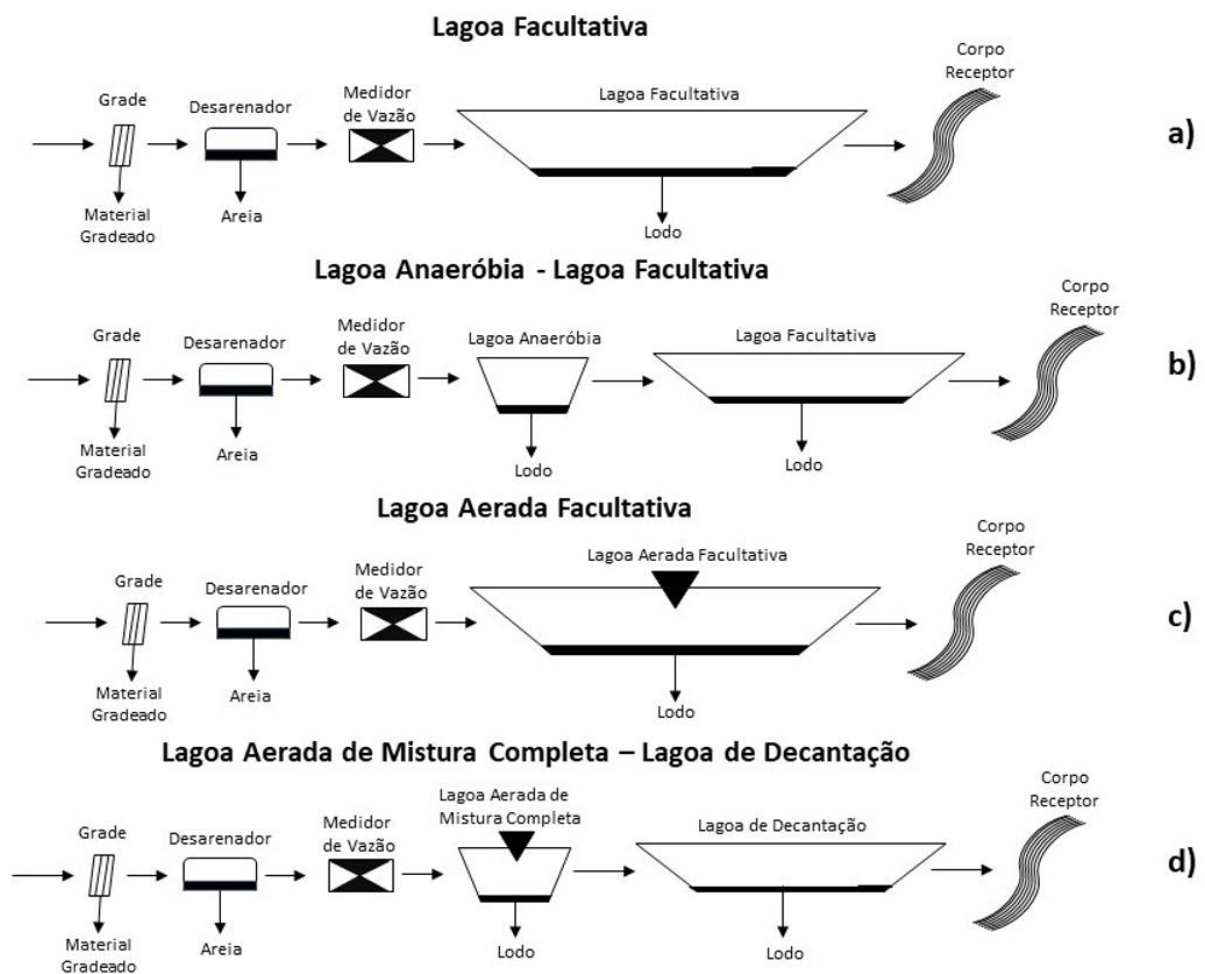 Lagoa Facultativa
Corpo
Receptor
Grade
Desarenador
Medidor
de Vazão
Lagoa Facultativa
a)
Material
Gradeado
Areia
Lodo
Lagoa Anaeróbia - Lagoa Facultativa
Corpo
Receptor
Grade
Desarenador
Medidor
de Vazão
Lagoa Anaeróbia
Lagoa Facultativa
b)
Material
Gradeado
Areia
Lodo
Lodo
Lagoa Aerada Facultativa
Corpo
Receptor
Grade
Desarenador
Medidor
de Vazão
Lagoa Aerada Facultativa
c)
Material
Gradeado
Areia
Lodo
Lagoa Aerada de Mistura Completa – Lagoa de Decantação
Corpo
Receptor
Grade
Desarenador
Medidor
de Vazão
Lagoa Aerada de
Mistura Completa
Lagoa de Decantação
d)
Material
Gradeado
Areia
Lodo
Lodo